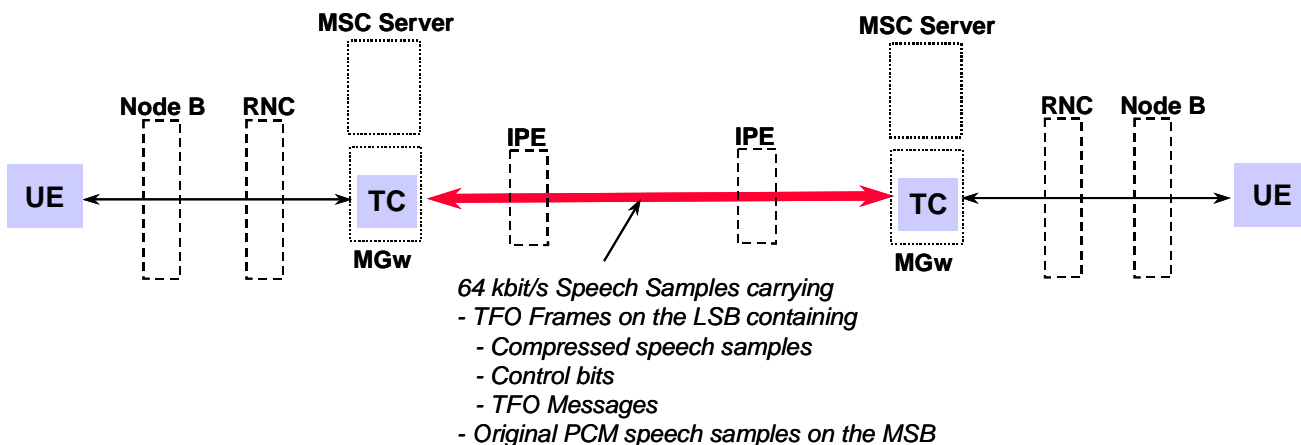 MSC Server
MSC Server
Node B
RNC
IPE
IPE
RNC
Node B
UE
TC
TC
UE
MGw
MGw
64 kbit/s Speech Samples carrying
- TFO Frames on the LSB containing
- Compressed speech samples
- Control bits
- TFO Messages
- Original PCM speech samples on the MSB